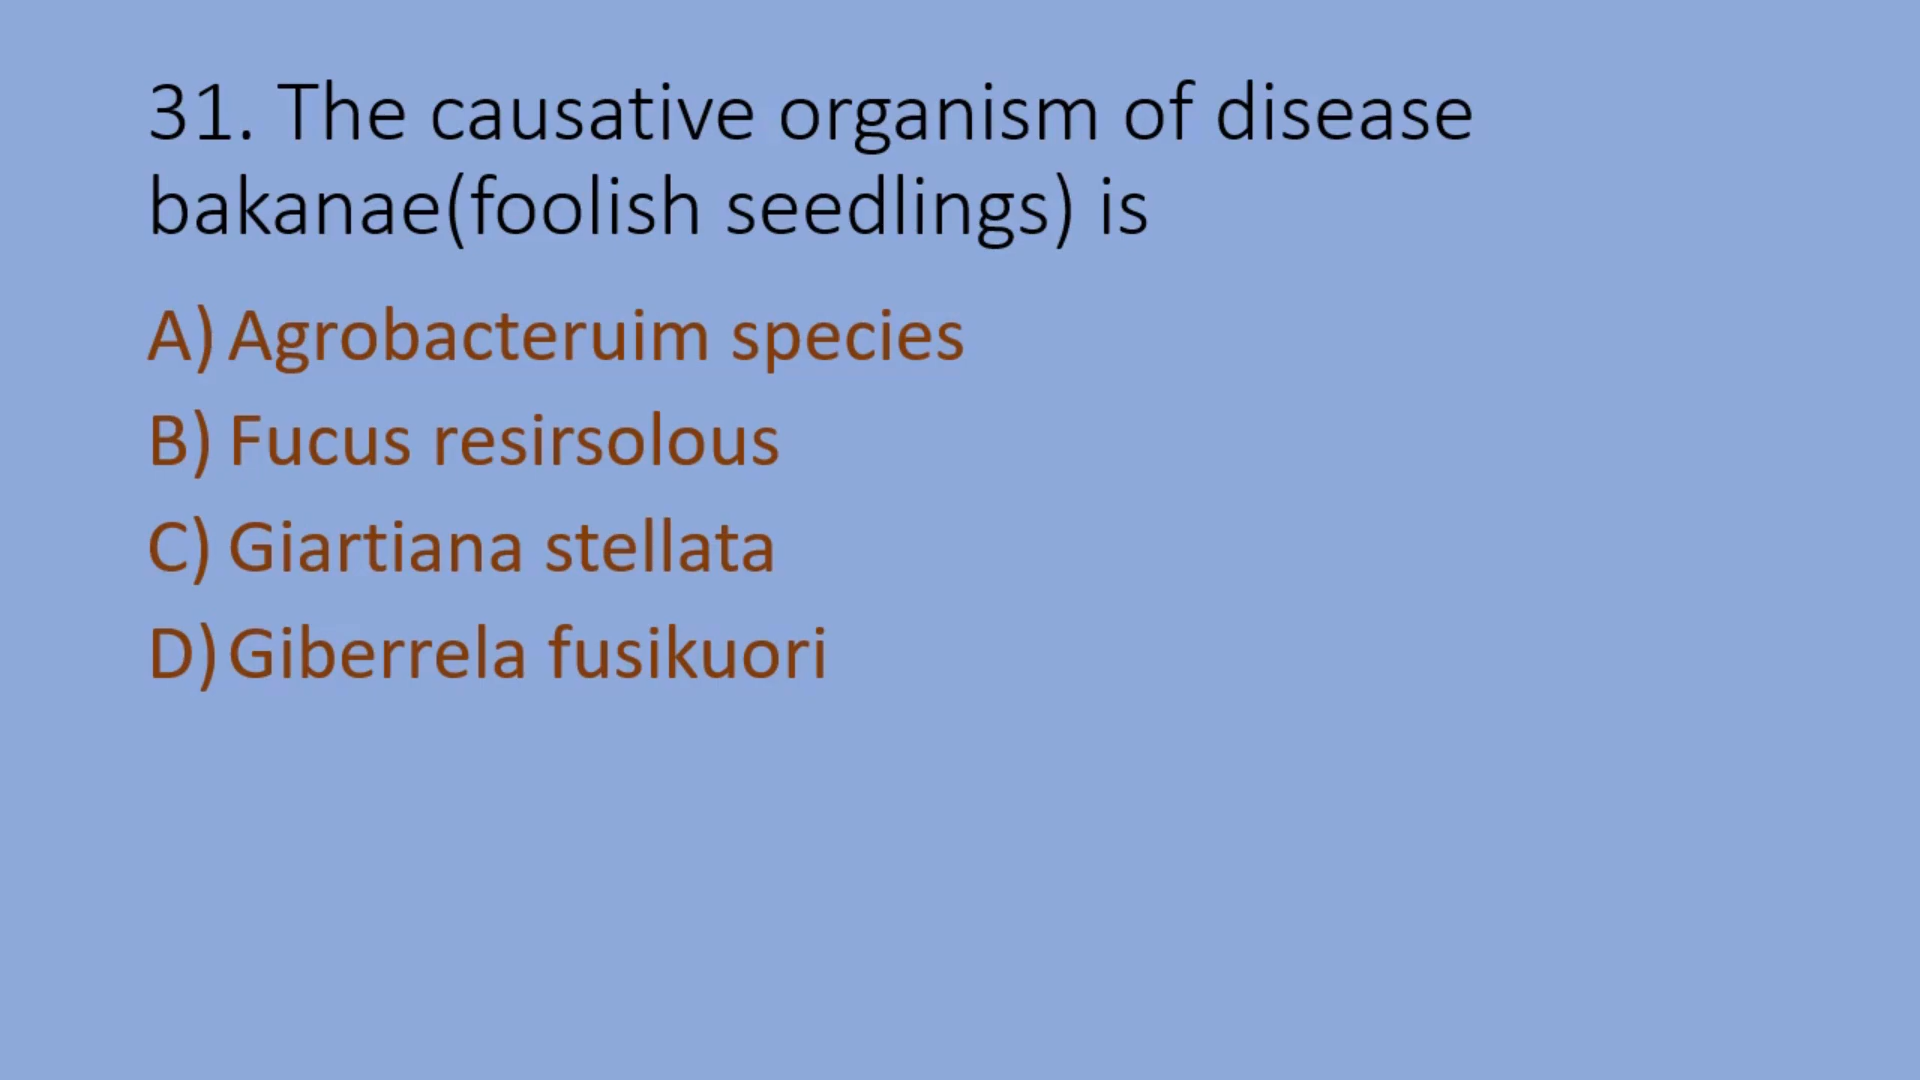 31. The causative organism of disease
bakanae(foolish seedlings) is
A) Agrobacteruim species
B) Fucus resirsolous
C) Giartiana stellata
D) Giberrela fusikuori